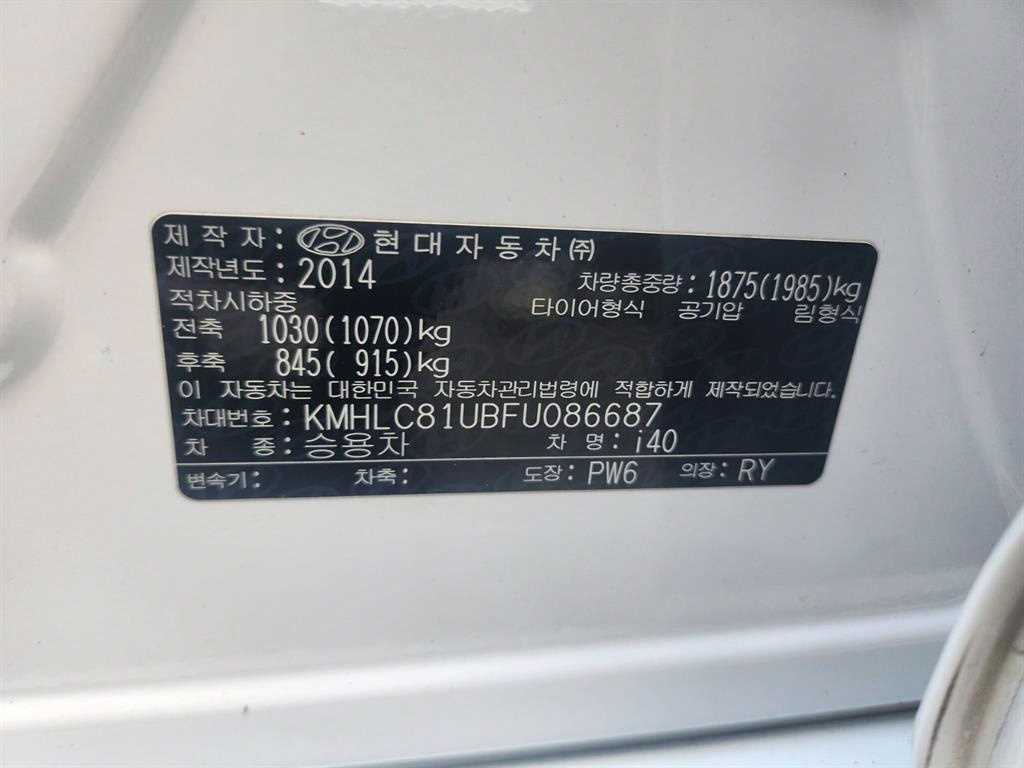 제 작 자 : 현대자동차㈜
제작년도 : 2014 차량총중량 : 1875(1985)kg
적차시하중 타이어형식 공기압 림형식
전축 1030(1070)kg
후축 845( 915)kg
이 자동차는 대한민국 자동차관리법령에 적합하게 제작되었습니다.
차대번호 : KMHLC81UBFU086687
차 종 : 승용차 차 명 : i40
변속기 : 차축 : 도장 : PW6 의장 : RY